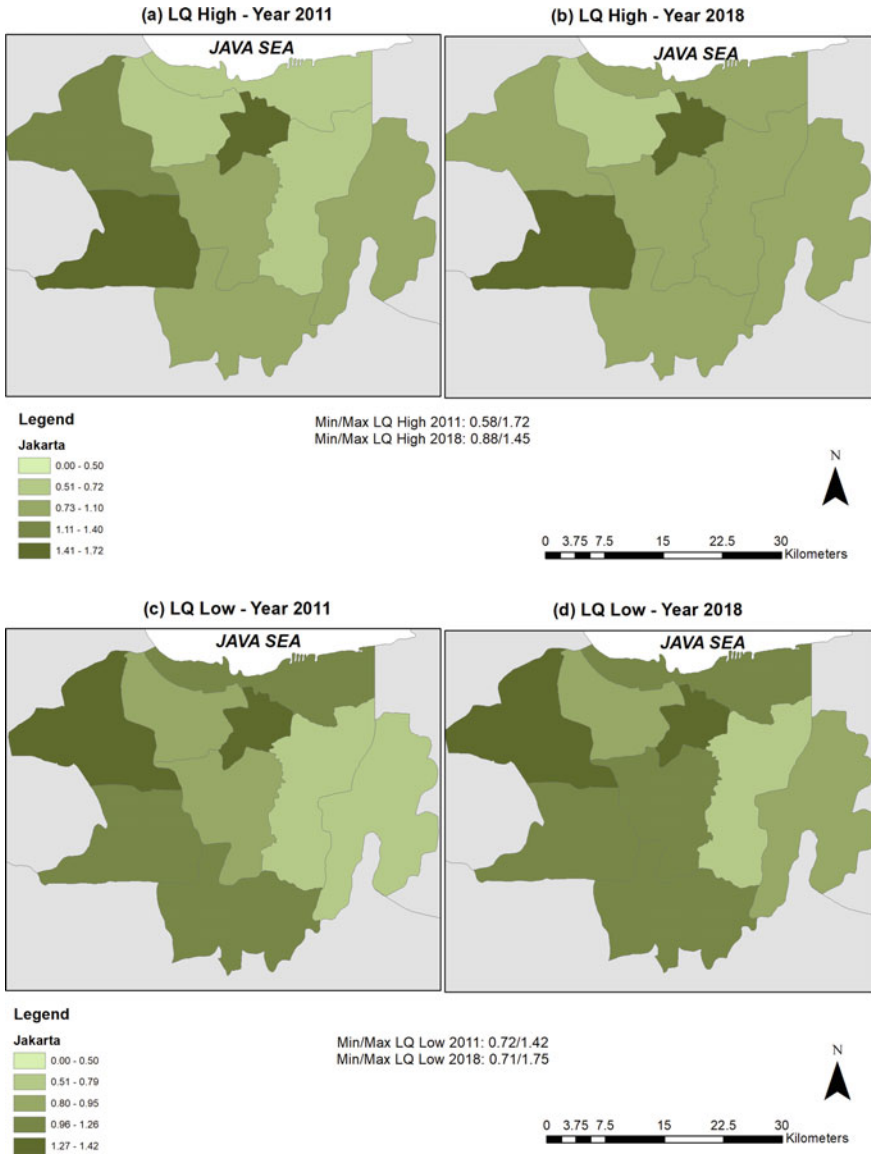 (a) LQ High - Year 2011
(b) LQ High - Year 2018
JAVA SEA
JAVA SEA
Legend
Jakarta
0.00 - 0.50
0.51 - 0.72
0.73 - 1.10
1.11 - 1.40
1.41 - 1.72
Min/Max LQ High 2011: 0.58/1.72
Min/Max LQ High 2018: 0.88/1.45
N
0 3.75 7.5 15 22.5 30
Kilometers
(c) LQ Low - Year 2011
(d) LQ Low - Year 2018
JAVA SEA
JAVA SEA
Legend
Jakarta
0.00 - 0.50
0.51 - 0.79
0.80 - 0.95
0.96 - 1.26
1.27 - 1.42
Min/Max LQ Low 2011: 0.72/1.42
Min/Max LQ Low 2018: 0.71/1.75
N
0 3.75 7.5 15 22.5 30
Kilometers